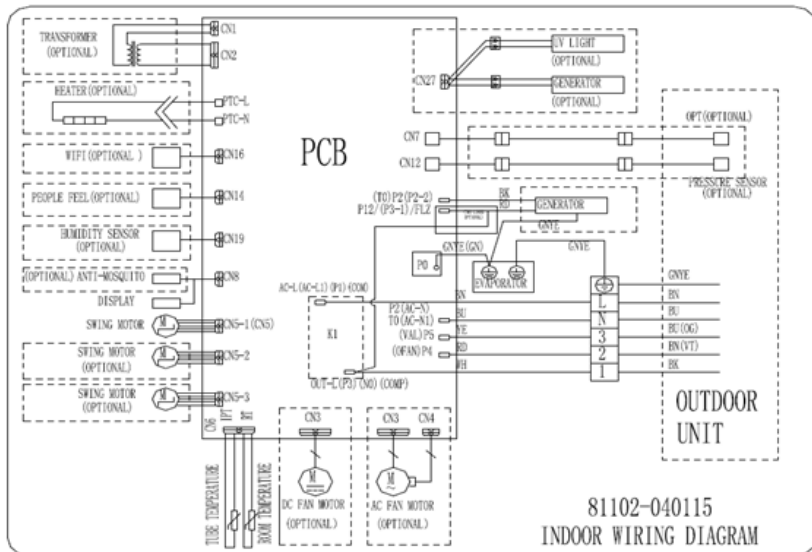 TRANSFORMER
(OPTIONAL)
CN1
CN2
HEATER(OPTIONAL)
PTC-L
PTC-N
WIFI(OPTIONAL )
CN16
PEOPLE FEEL(OPTIONAL)
CN14
HUMIDITY SENSOR
(OPTIONAL)
CN19
(OPTIONAL) ANTI-MOSQUITO
CN8
DISPLAY
SWING MOTOR
M
CN5-1(CN5)
SWING MOTOR
(OPTIONAL)
M
CN5-2
SWING MOTOR
(OPTIONAL)
M
CN5-3
PCB
CN27
UV LIGHT
(OPTIONAL)
GENERATOR
(OPTIONAL)
CN7
CN12
OPT(OPTIONAL)
PRESSCRE SENSOR
(OPTIONAL)
(TO)P2(P2-2)
BK
P12/(P3-1)/FLZ
RD
GENERATOR
GNYE
GNYE(GN)
GNYE
P0
EVAPORATOR
AC-L(AC-L1)(P1)(COM)
BN
P2(AC-N)
TO(AC-N1)
BU
(VAL)P5
YE
(OFAN)P4
RD
WH
K1
OUT-L(P3)CNO)(COMP)
L
N
3
2
1
GNYE
BN
BU
BU(OG)
BN(VT)
BK
OUTDOOR
UNIT
CN6
IPT
RT
TUBE TEMPERATURE
ROOM TEMPERATURE
CN3
M
DC FAN MOTOR
(OPTIONAL)
CN3
CN4
M
~
AC FAN MOTOR
(OPTIONAL)
81102-040115
INDOOR WIRING DIAGRAM